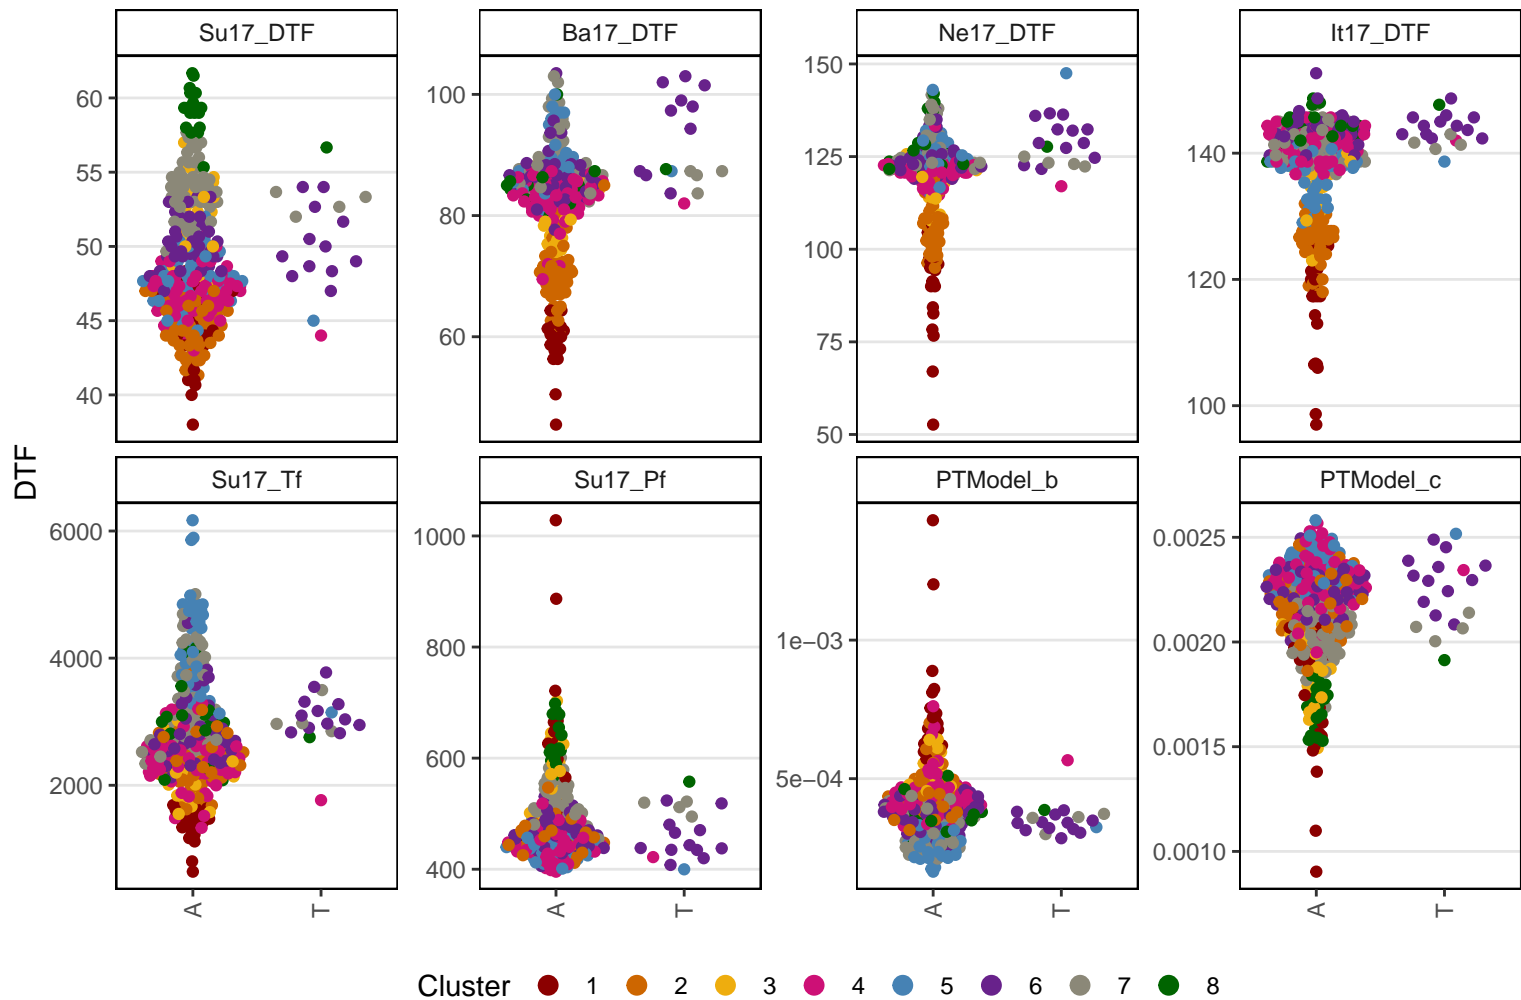 Su17_DTF Ba17_DTF Ne17_DTF It17_DTF
60 55 50 45 40
100 80 60
150 125 100 75 50
140 120 100
DTF
Su17_Tf Su17_Pf PTModel_b PTModel_c
6000 4000 2000
1000 800 600 400
1e−03 5e−04
0.0025 0.0020 0.0015 0.0010
A T A T A T A T
Cluster 1 2 3 4 5 6 7 8